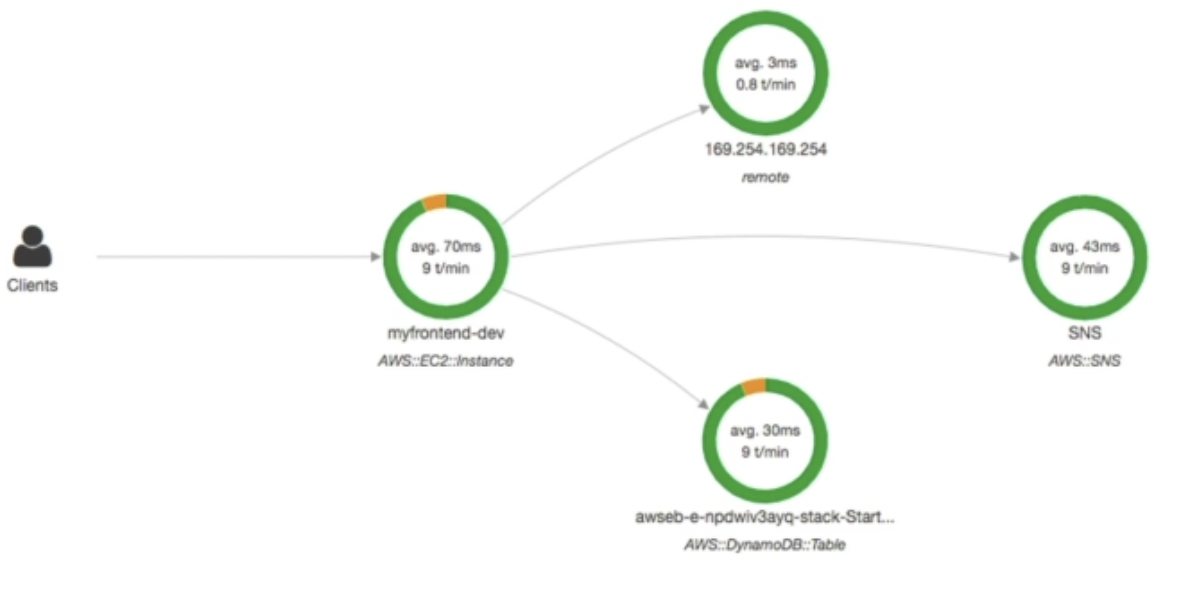 avg. 3ms
0.8 t/min
169.254.169.254
remote
Clients
avg. 70ms
9 t/min
myfrontend-dev
AWS::EC2::Instance
avg. 43ms
9 t/min
SNS
AWS::SNS
avg. 30ms
9 t/min
awseb-e-npdwiv3ayq-stack-Start...
AWS::DynamoDB::Table